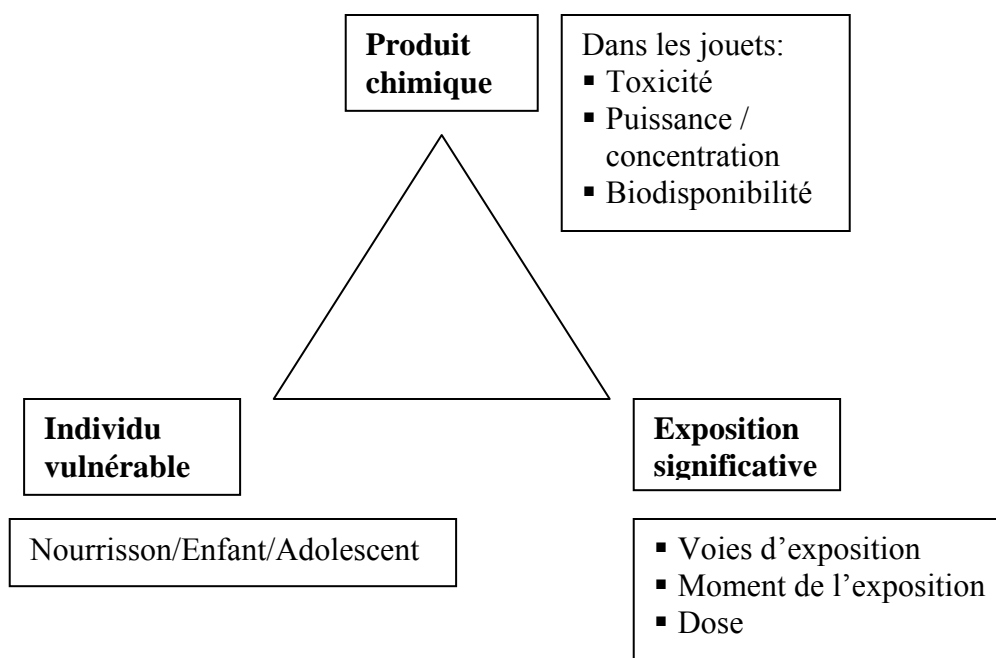 Produit
chimique
Dans les jouets:
▪ Toxicité
▪ Puissance /
concentration
▪ Biodisponibilité
Individu
vulnérable
Nourrisson/Enfant/Adolescent
Exposition
significative
▪ Voies d’exposition
▪ Moment de l’exposition
▪ Dose